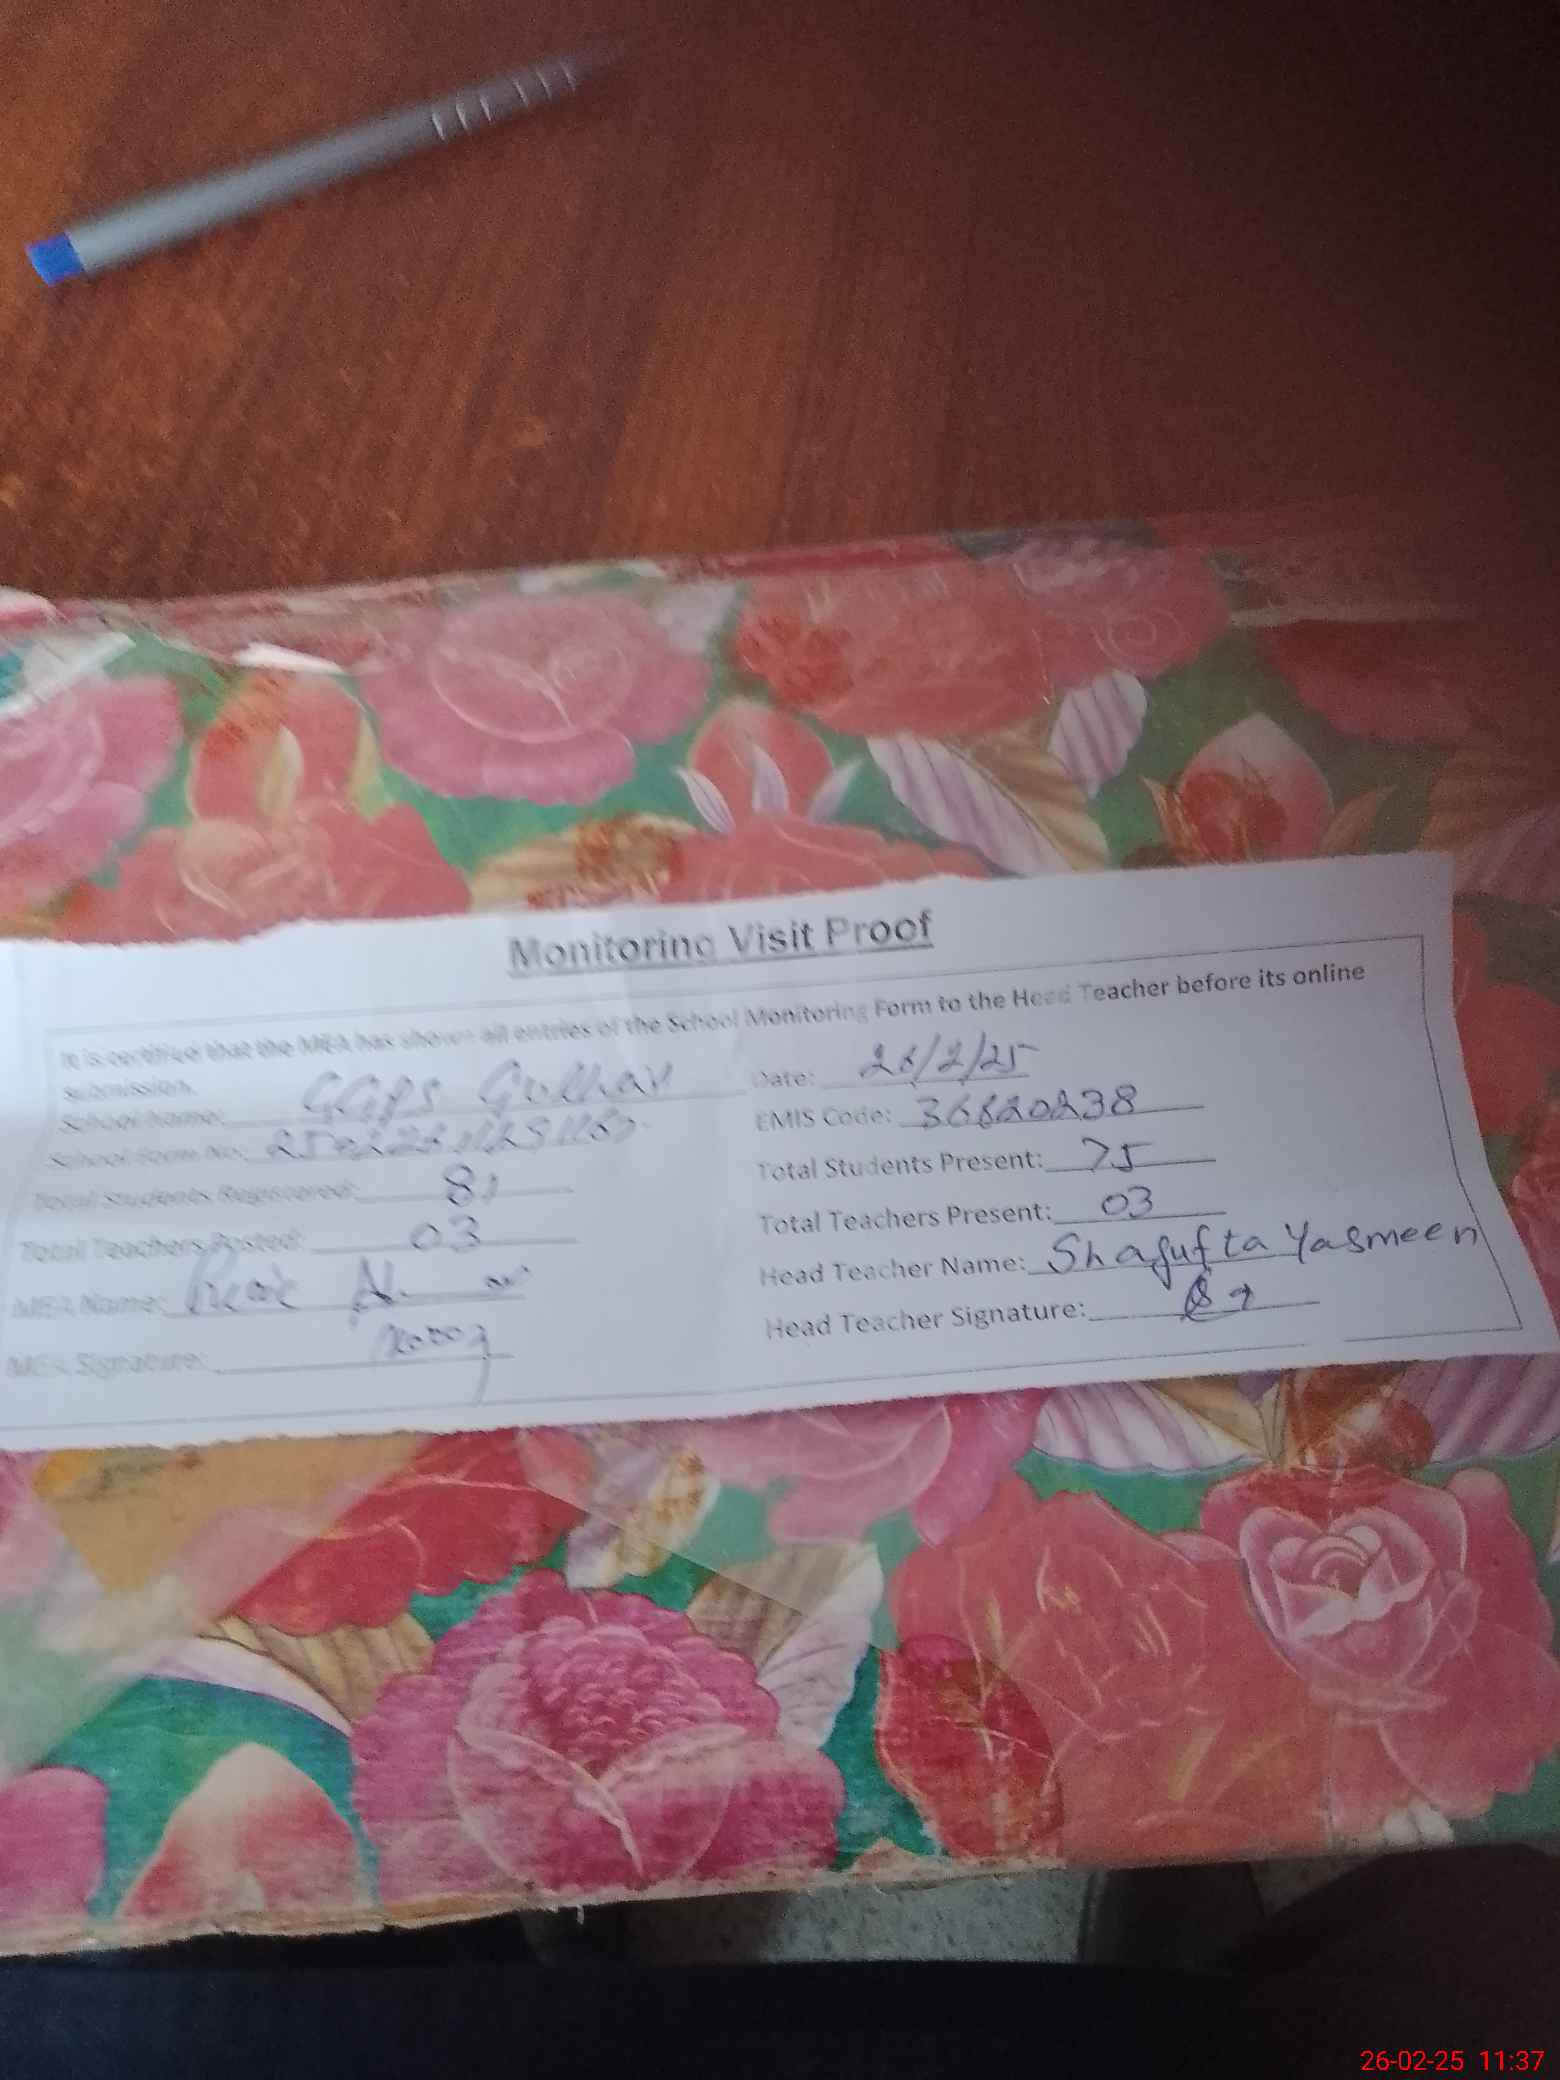 Monitoring Visit Proof
It is certified that the MEA has shown all entries of the School Monitoring Form to the Head Teacher before its online
submission.
School Name: GGPS Date: 26/2/25
School Form No: EMIS Code: 36620238
Total Students Registered: 81 Total Students Present: 75
Total Teachers Posted: 03 Total Teachers Present: 03
MEA Name: Head Teacher Name: Shagufta Yasmeen
MEA Signature: Head Teacher Signature:
26-02-25 11:37